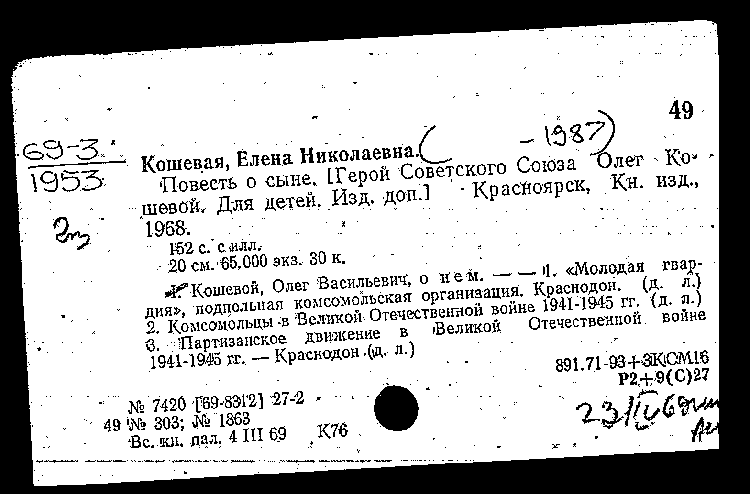 49
69-3
1953
2т
Кошевая, Елена Николаевна. ( -1987)
Повесть о сыне. [Герой Советского Союза Олег Ко-
шевой. Для детей. Изд. доп.] Красноярск, Кн. изд.,
1968.
152 с. с илл.
20 см. 65,000 экз. 30 к.
1. Кошевой, Олег Васильевич, о нем. — — 1. «Молодая гвар-
дия», подпольная комсомольская организация. Краснодон. (д. л.)
2. Комсомольцы в Великой Отечественной войне 1941-1945 гг. (д. л.)
3. Партизанское движение в Великой Отечественной войне
1941-1945 гг. — Краснодон (д. л.)
891.71-93+3КСМ16
Р2+9(С)27
№ 7420 [69-8312] 27-2
49 № 303; № 1863
Вс. кн. пал. 4 III 69 К76
23/IV 69